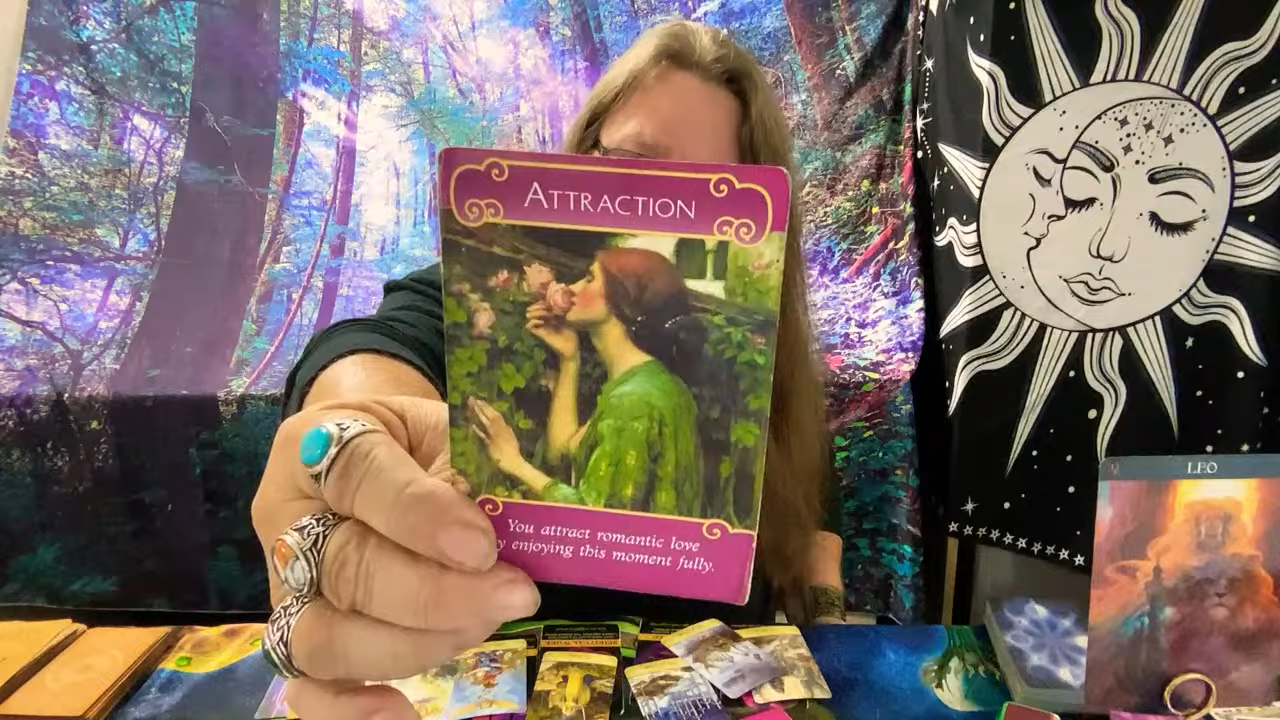 ATTRACTION
You attract romantic love
y enjoying this moment fully.
LEO